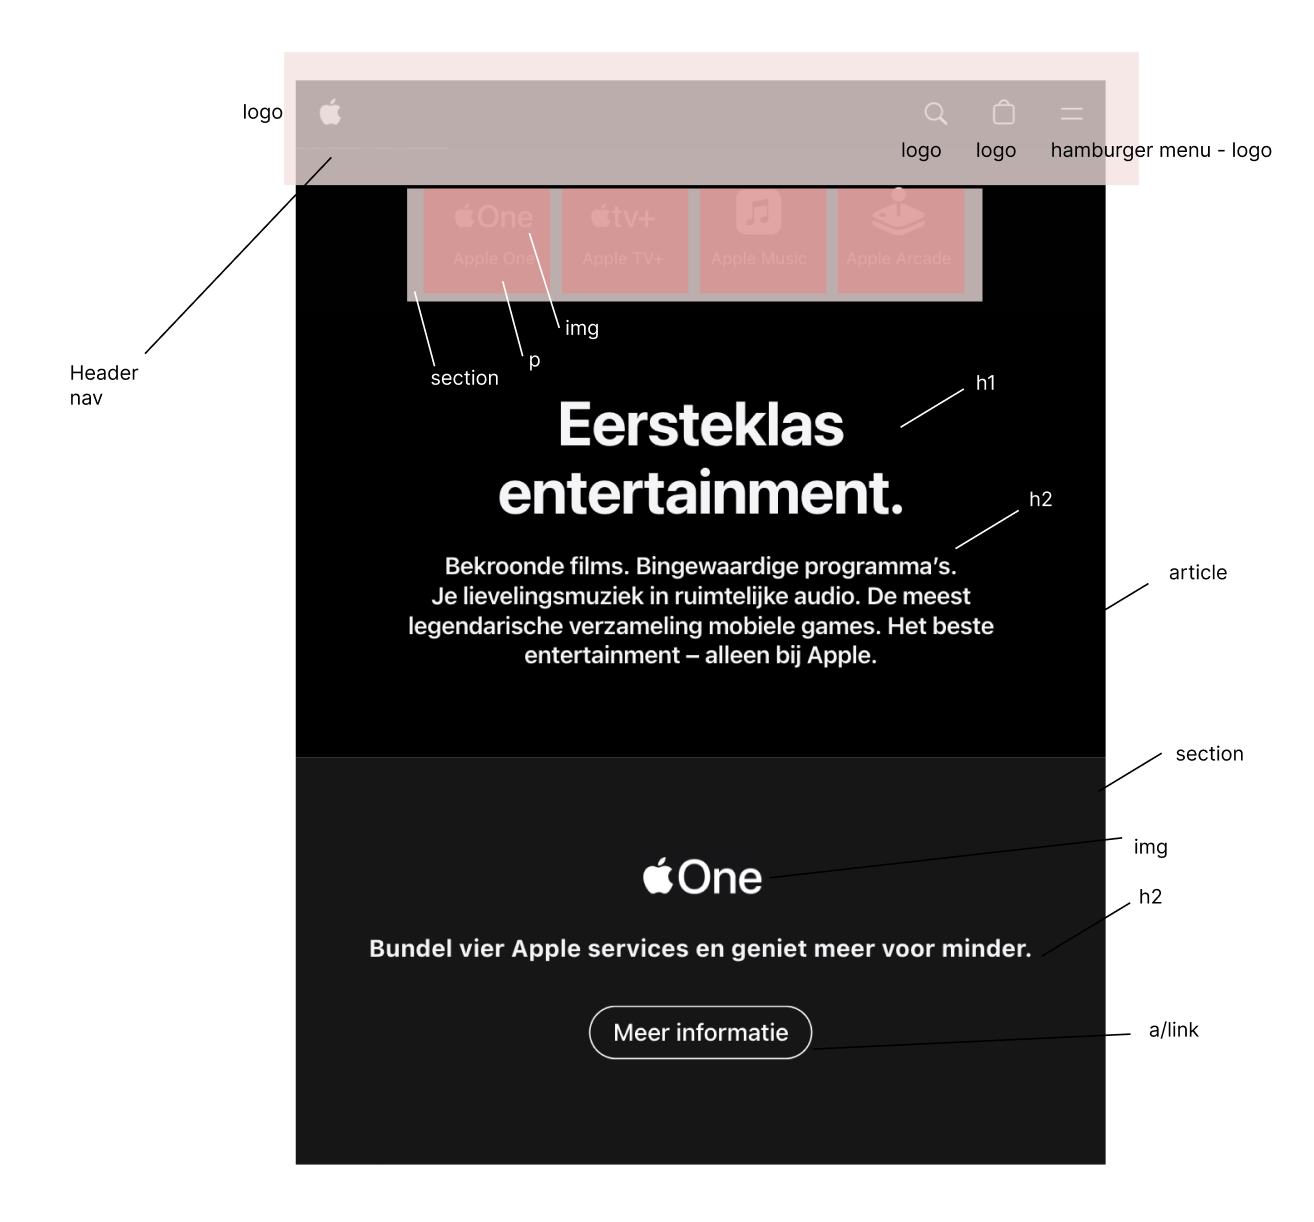 logo
logo
logo
hamburger menu - logo
One
tv+
Apple One
Apple TV+
Apple Music
Apple Arcade
img
p
section
Header
nav
h1
Eersteklas
entertainment.
h2
Bekroonde films. Bingewaardige programma’s.
Je lievelingsmuziek in ruimtelijke audio. De meest
legendarische verzameling mobiele games. Het beste
entertainment – alleen bij Apple.
article
section
img
One
h2
Bundel vier Apple services en geniet meer voor minder.
Meer informatie
a/link